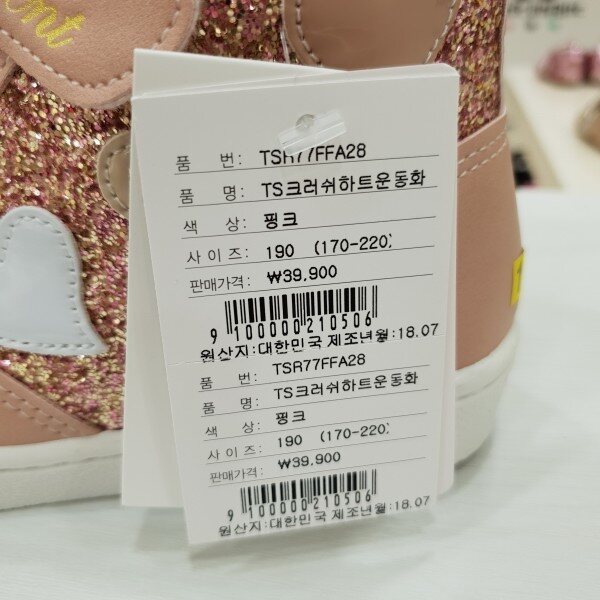 품 번: TSR77FFA28
품 명: TS크러쉬하트운동화
색 상: 핑크
사 이 즈: 190 (170-220)
판매가격: ₩39,900
9 100000 210506
원산지:대한민국 제조년월:18.07
품 번: TSR77FFA28
품 명: TS크러쉬하트운동화
색 상: 핑크
사 이 즈: 190 (170-220)
판매가격: ₩39,900
9 100000 210506
원산지:대한민국 제조년월:18.07